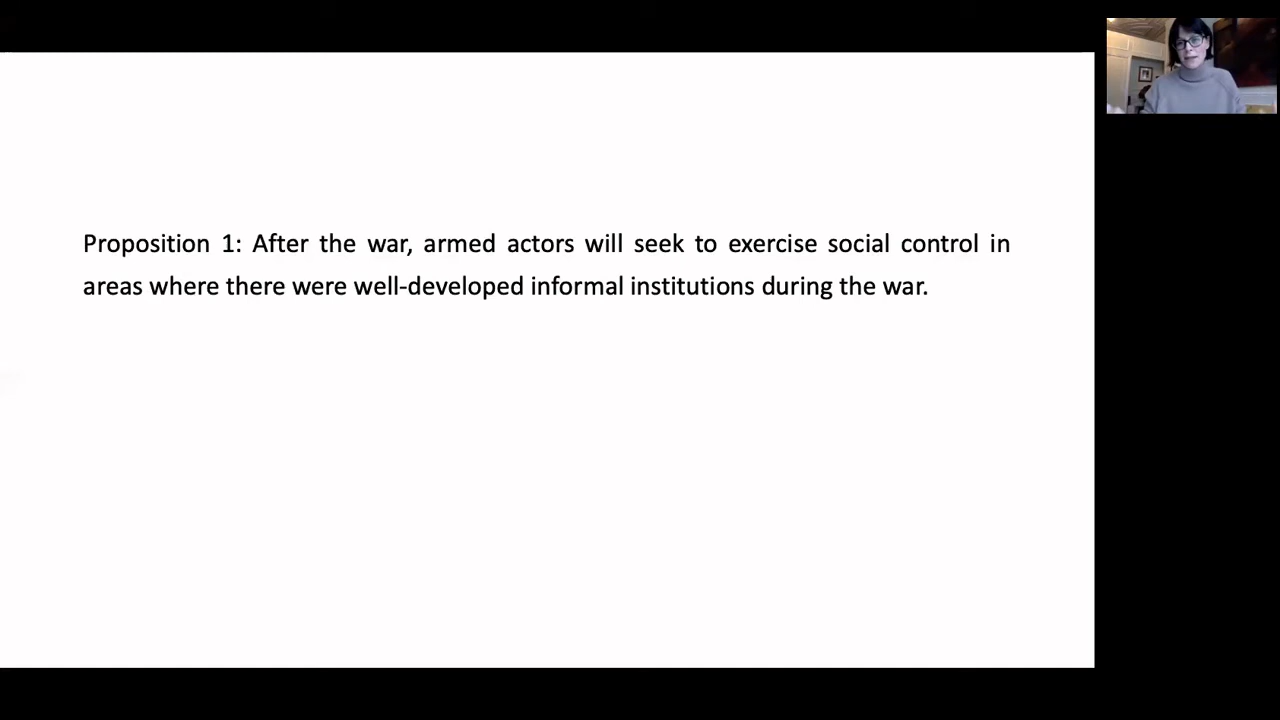 Proposition 1: After the war, armed actors will seek to exercise social control in
areas where there were well-developed informal institutions during the war.